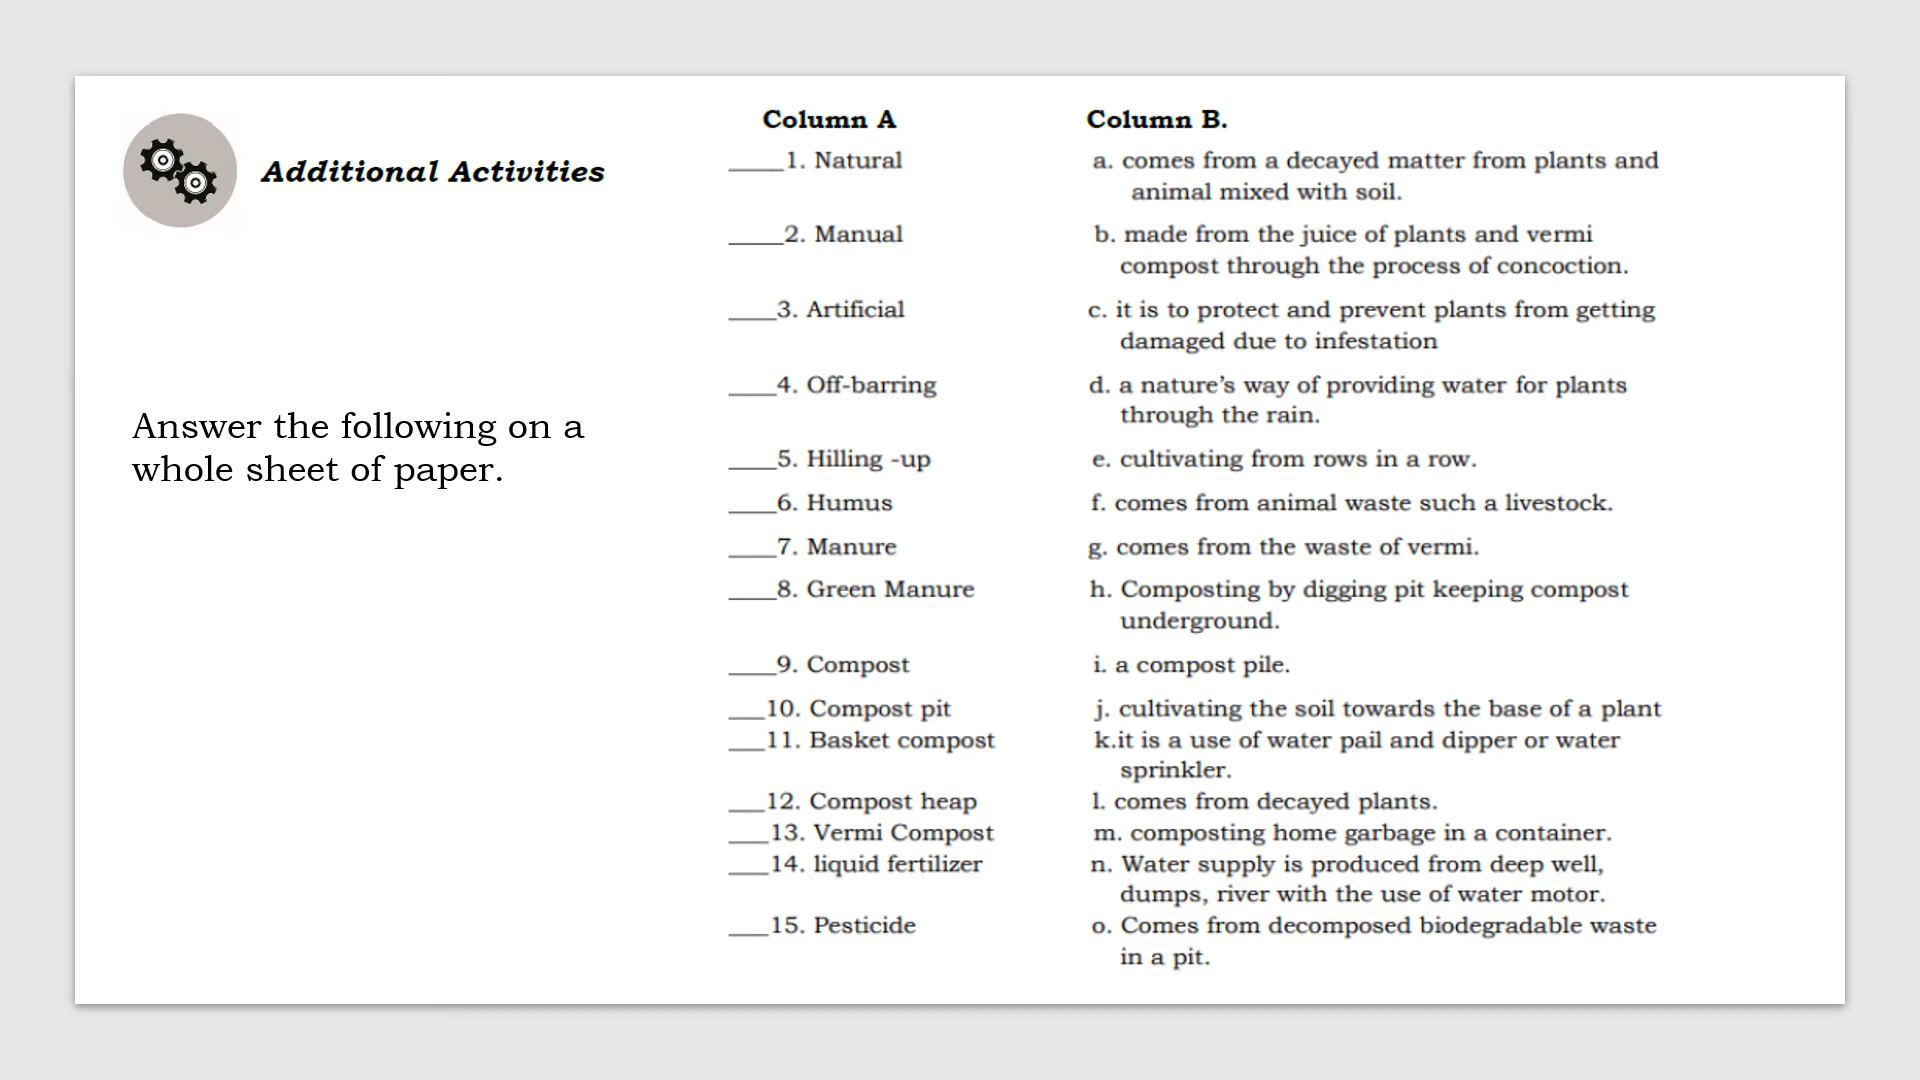 Additional Activities
Answer the following on a
whole sheet of paper.
Column A
Column B.
____1. Natural
a. comes from a decayed matter from plants and
animal mixed with soil.
____2. Manual
b. made from the juice of plants and vermi
compost through the process of concoction.
____3. Artificial
c. it is to protect and prevent plants from getting
damaged due to infestation
____4. Off-barring
d. a nature’s way of providing water for plants
through the rain.
____5. Hilling -up
e. cultivating from rows in a row.
____6. Humus
f. comes from animal waste such a livestock.
____7. Manure
g. comes from the waste of vermi.
____8. Green Manure
h. Composting by digging pit keeping compost
underground.
____9. Compost
i. a compost pile.
___10. Compost pit
j. cultivating the soil towards the base of a plant
___11. Basket compost
k.it is a use of water pail and dipper or water
sprinkler.
___12. Compost heap
l. comes from decayed plants.
___13. Vermi Compost
m. composting home garbage in a container.
___14. liquid fertilizer
n. Water supply is produced from deep well,
dumps, river with the use of water motor.
___15. Pesticide
o. Comes from decomposed biodegradable waste
in a pit.